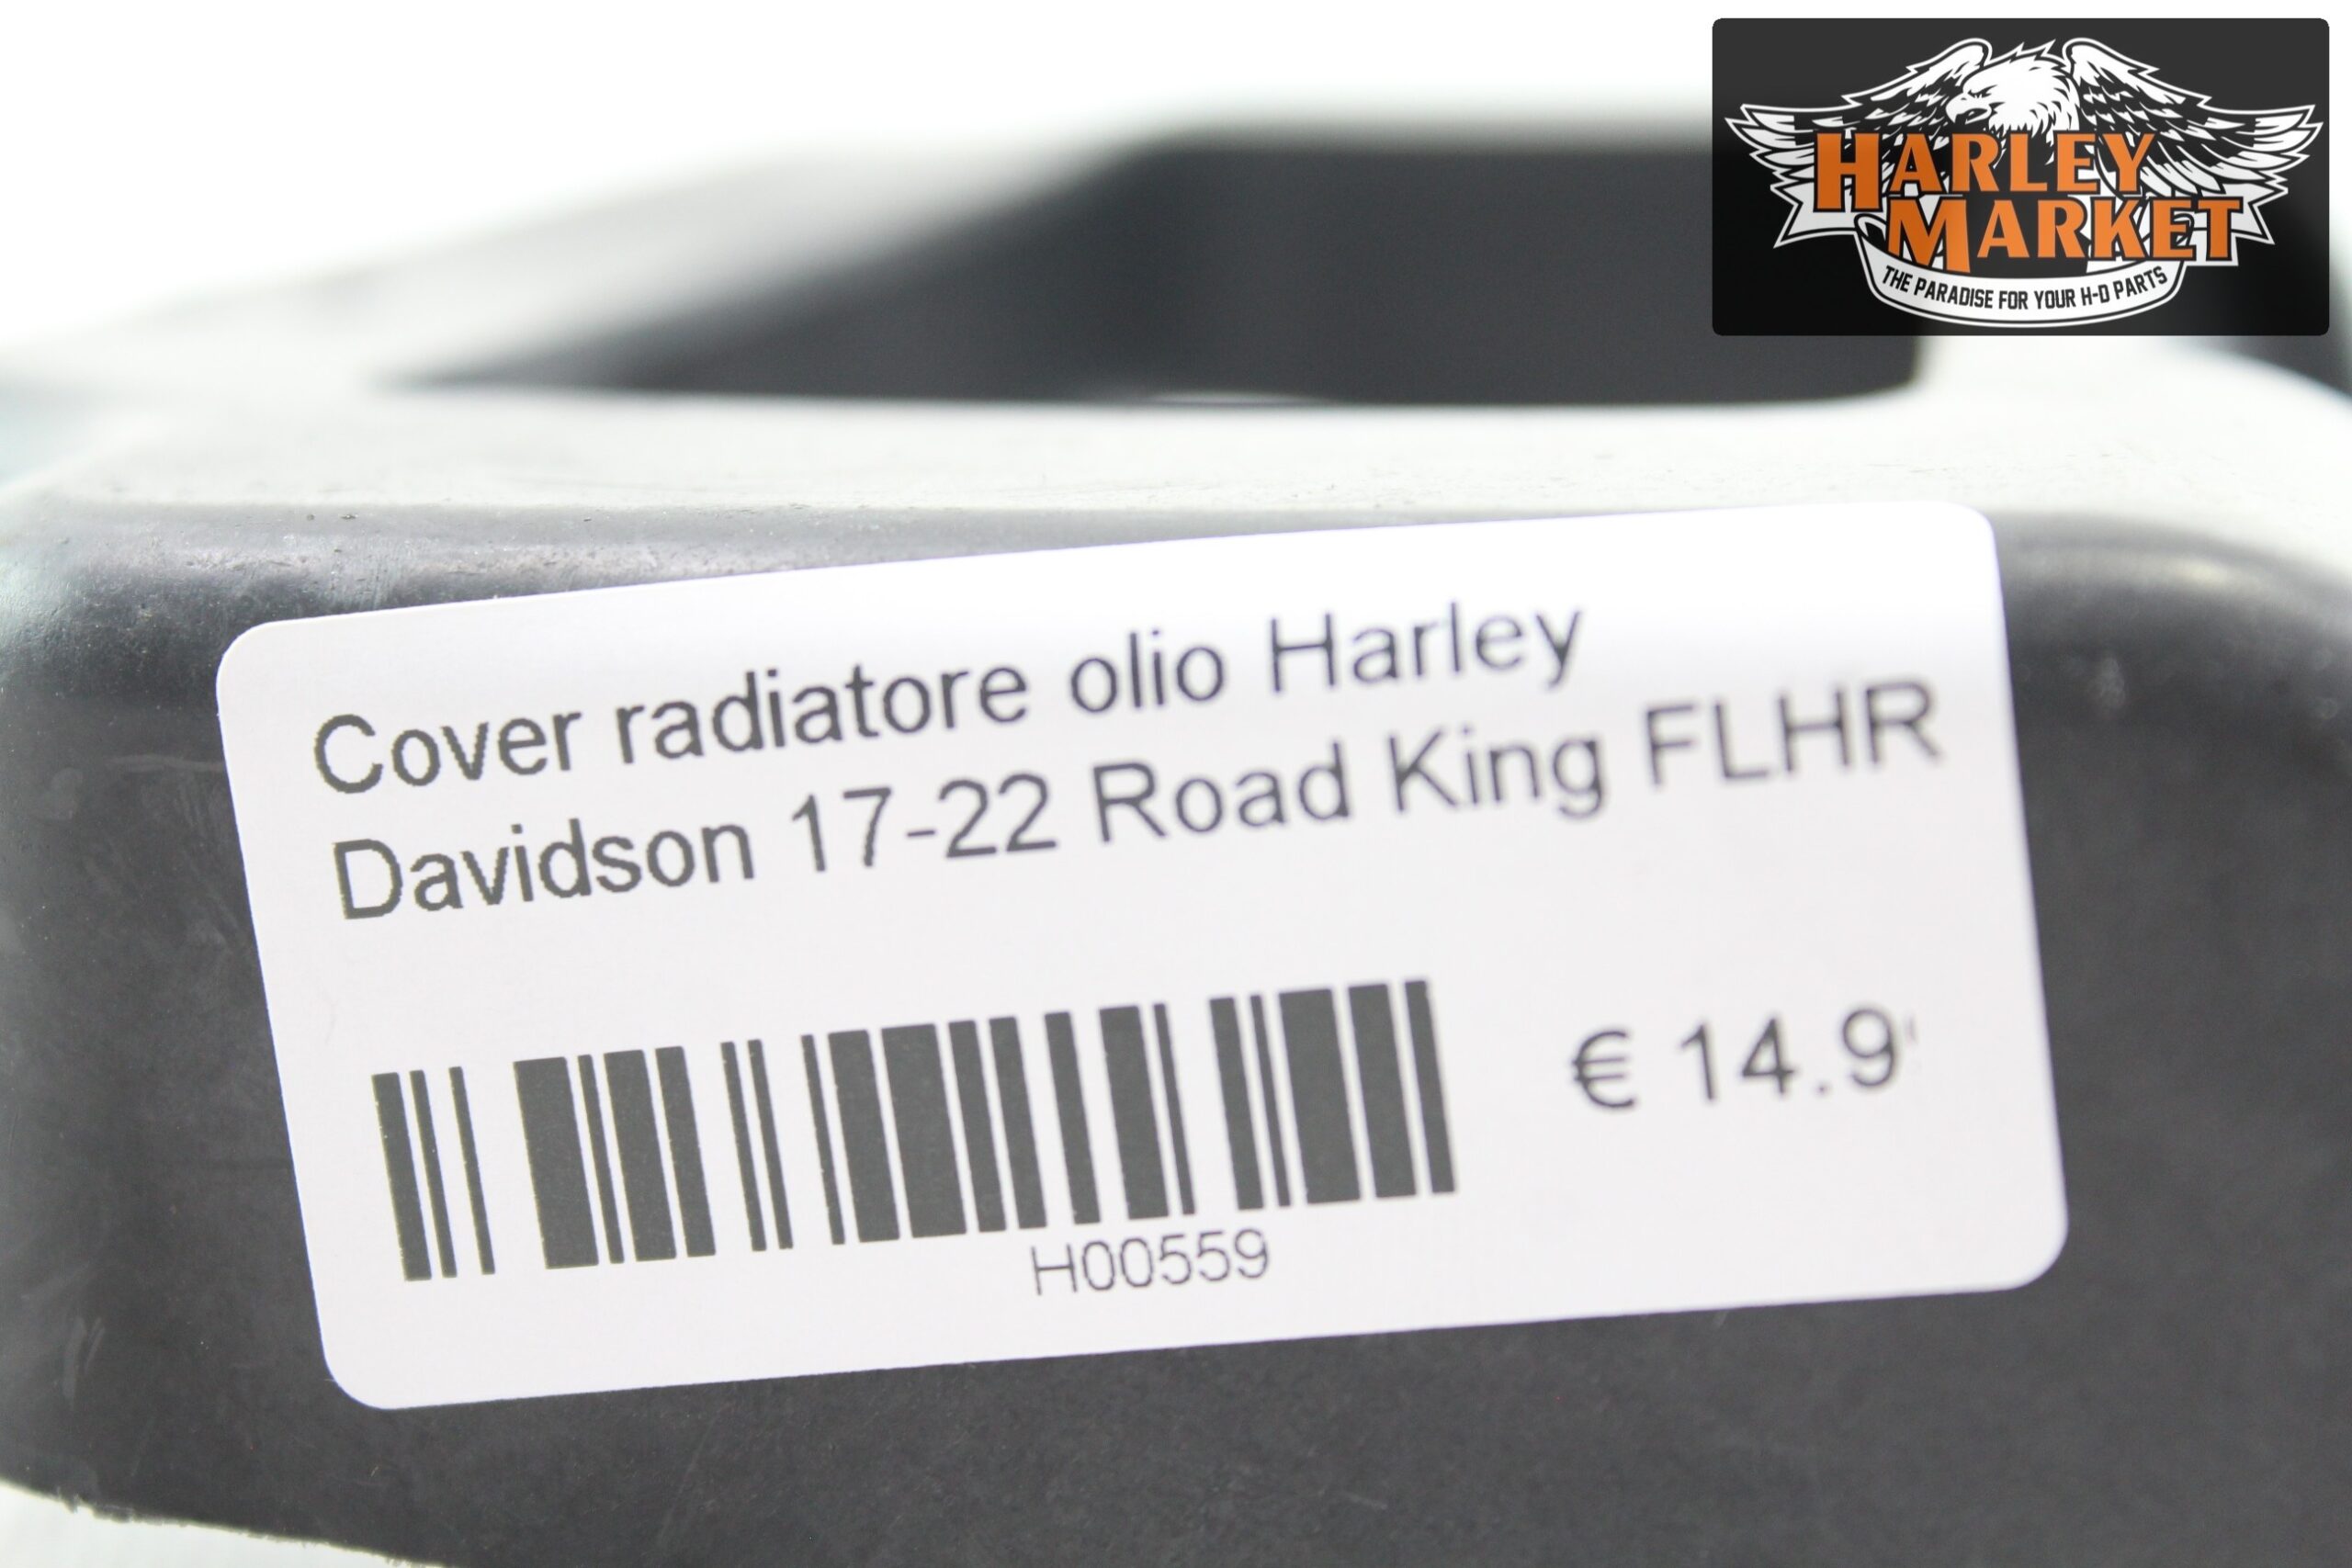 HARLEY
MARKET
THE PARADISE FOR YOUR H-D PARTS
Cover radiatore olio Harley
Davidson 17-22 Road King FLHR
€ 14.9
H00559